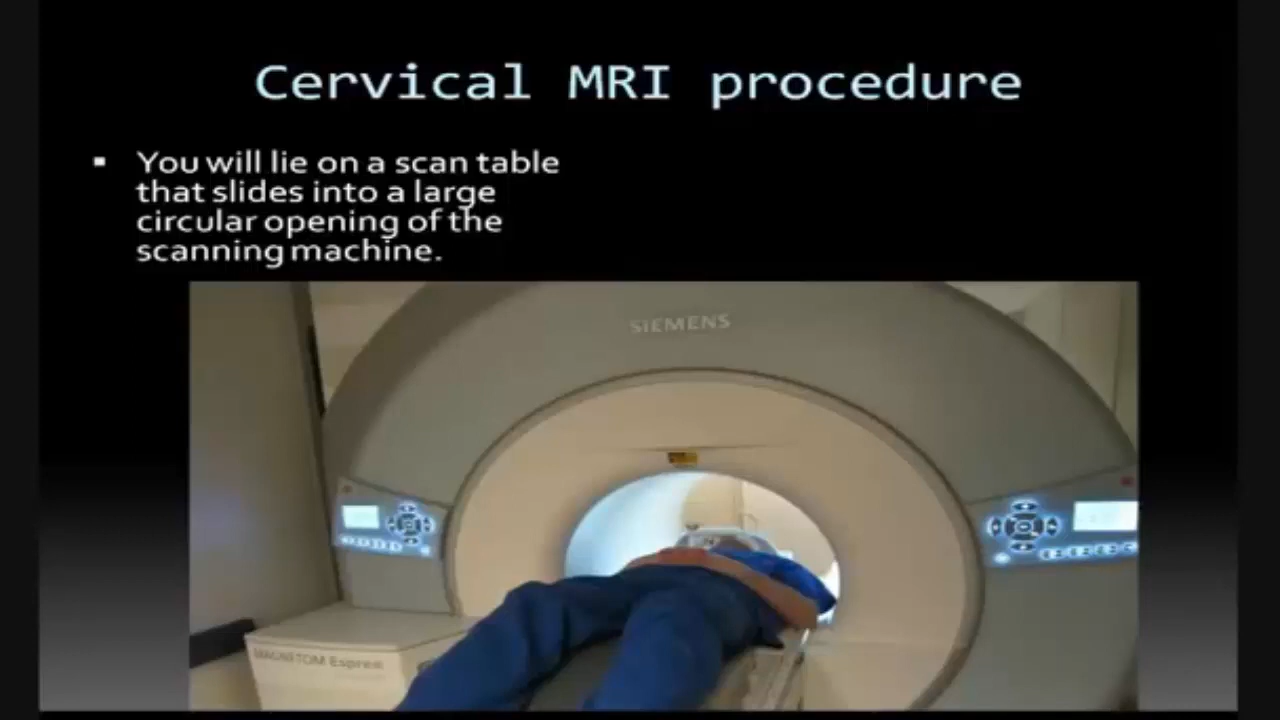 Cervical MRI procedure
You will lie on a scan table
that slides into a large
circular opening of the
scanning machine.
SIEMENS
MAGNETOM Espree